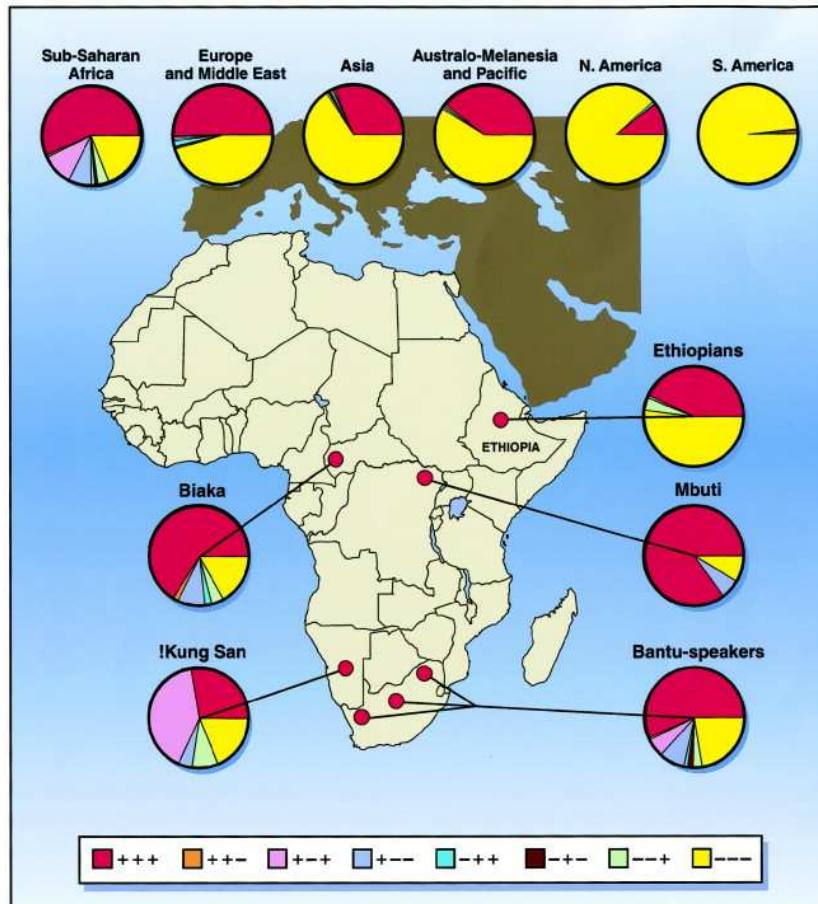 Sub-Saharan
Africa
Europe
and Middle East
Asia
Australo-Melanesia
and Pacific
N. America
S. America
Ethiopians
ETHIOPIA
Biaka
Mbuti
!Kung San
Bantu-speakers
+++
++−
+−+
+−−
−++
−+−
−−+
−−−